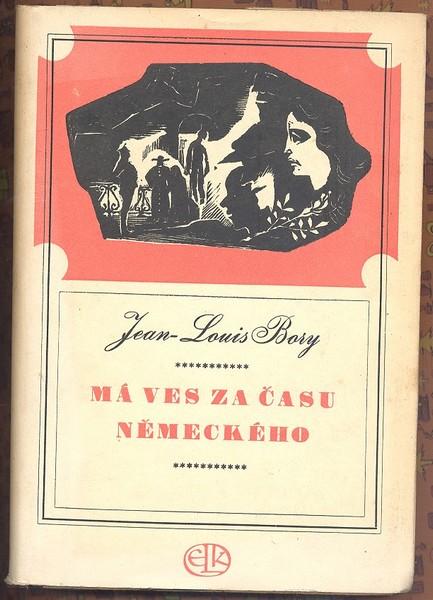 Jean-Louis Bory
***********
MÁ VES ZA ČASU
NĚMECKÉHO
***********
ELK